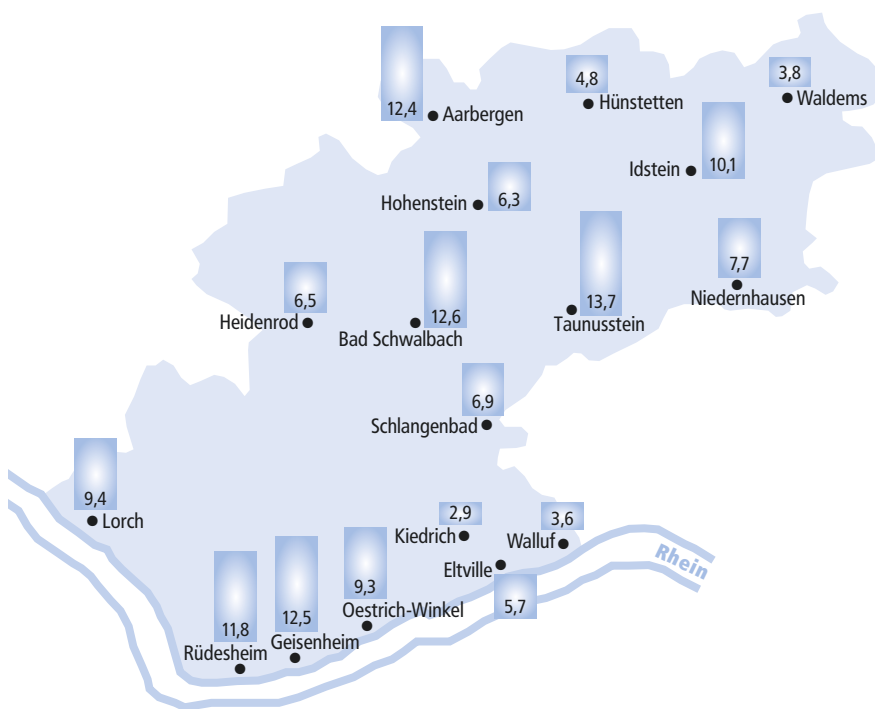 4,8
3,8
12,4
Aarbergen
Hünstetten
Waldems
Idstein
10,1
Hohenstein
6,3
7,7
Niedernhausen
6,5
Heidenrod
12,6
Bad Schwalbach
13,7
Taunusstein
6,9
Schlangenbad
9,4
Lorch
2,9
Kiedrich
3,6
Walluf
Rhein
Eltville
5,7
9,3
Oestrich-Winkel
12,5
Geisenheim
11,8
Rüdesheim